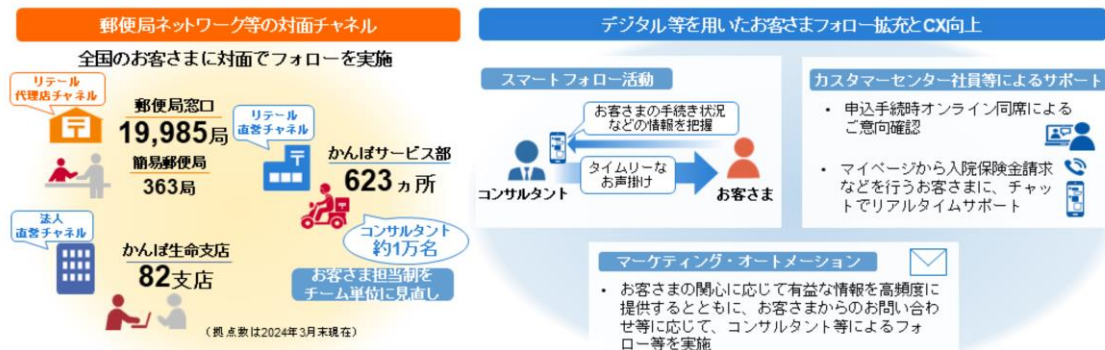 郵便局ネットワーク等の対面チャネル
全国のお客さまに対面でフォローを実施
リテール
代理店チャネル
郵便局窓口
19,985局
簡易郵便局
363局
リテール
直営チャネル
かんぽサービス部
623ヵ所
コンサルタント
約1万名
法人
直営チャネル
かんぽ生命支店
82支店
お客さま担当制を
チーム単位に見直し
(拠点数は2024年3月末現在)
デジタル等を用いたお客さまフォロー拡充とCX向上
スマートフォロー活動
お客さまの手続き状況
などの情報を把握
タイムリーな
お声掛け
コンサルタント
お客さま
カスタマーセンター社員等によるサポート
• 申込手続時オンライン同席による
ご意向確認
• マイページから入院保険金請求
などを行うお客さまに、チャッ
トでリアルタイムサポート
マーケティング・オートメーション
• お客さまの関心に応じて有益な情報を高頻度に
提供するとともに、お客さまからのお問い合わ
せ等に応じて、コンサルタント等によるフォ
ロー等を実施